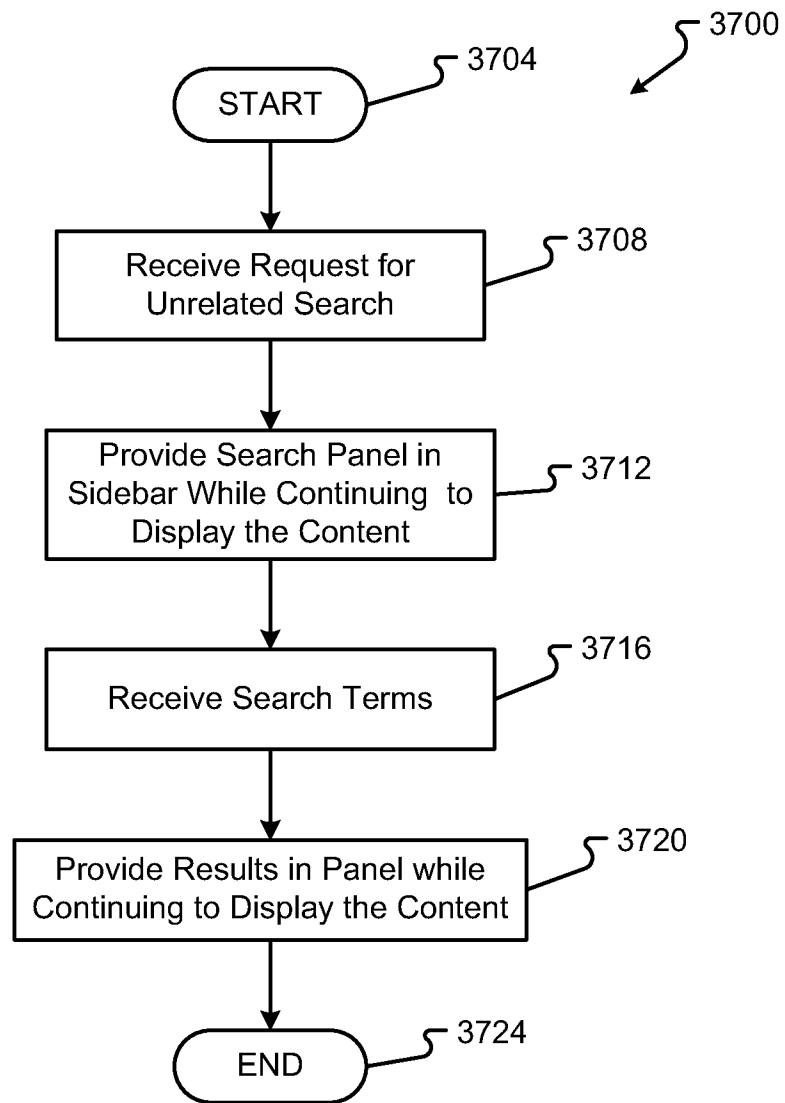 3700
START
3704
Receive Request for
Unrelated Search
3708
Provide Search Panel in
Sidebar While Continuing to
Display the Content
3712
Receive Search Terms
3716
Provide Results in Panel while
Continuing to Display the Content
3720
END
3724